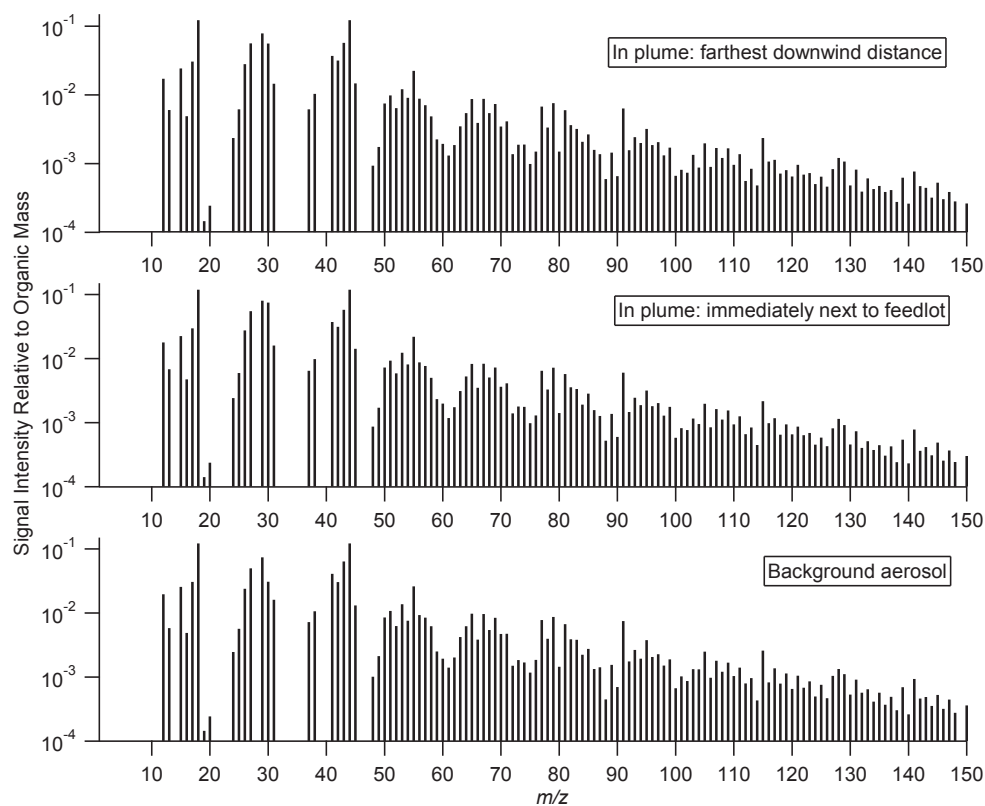 Signal Intensity Relative to Organic Mass
10⁻¹
10⁻²
10⁻³
10⁻⁴
In plume: farthest downwind distance
10 20 30 40 50 60 70 80 90 100 110 120 130 140 150
10⁻¹
10⁻²
10⁻³
10⁻⁴
In plume: immediately next to feedlot
10 20 30 40 50 60 70 80 90 100 110 120 130 140 150
10⁻¹
10⁻²
10⁻³
10⁻⁴
Background aerosol
10 20 30 40 50 60 70 80 90 100 110 120 130 140 150
m/z